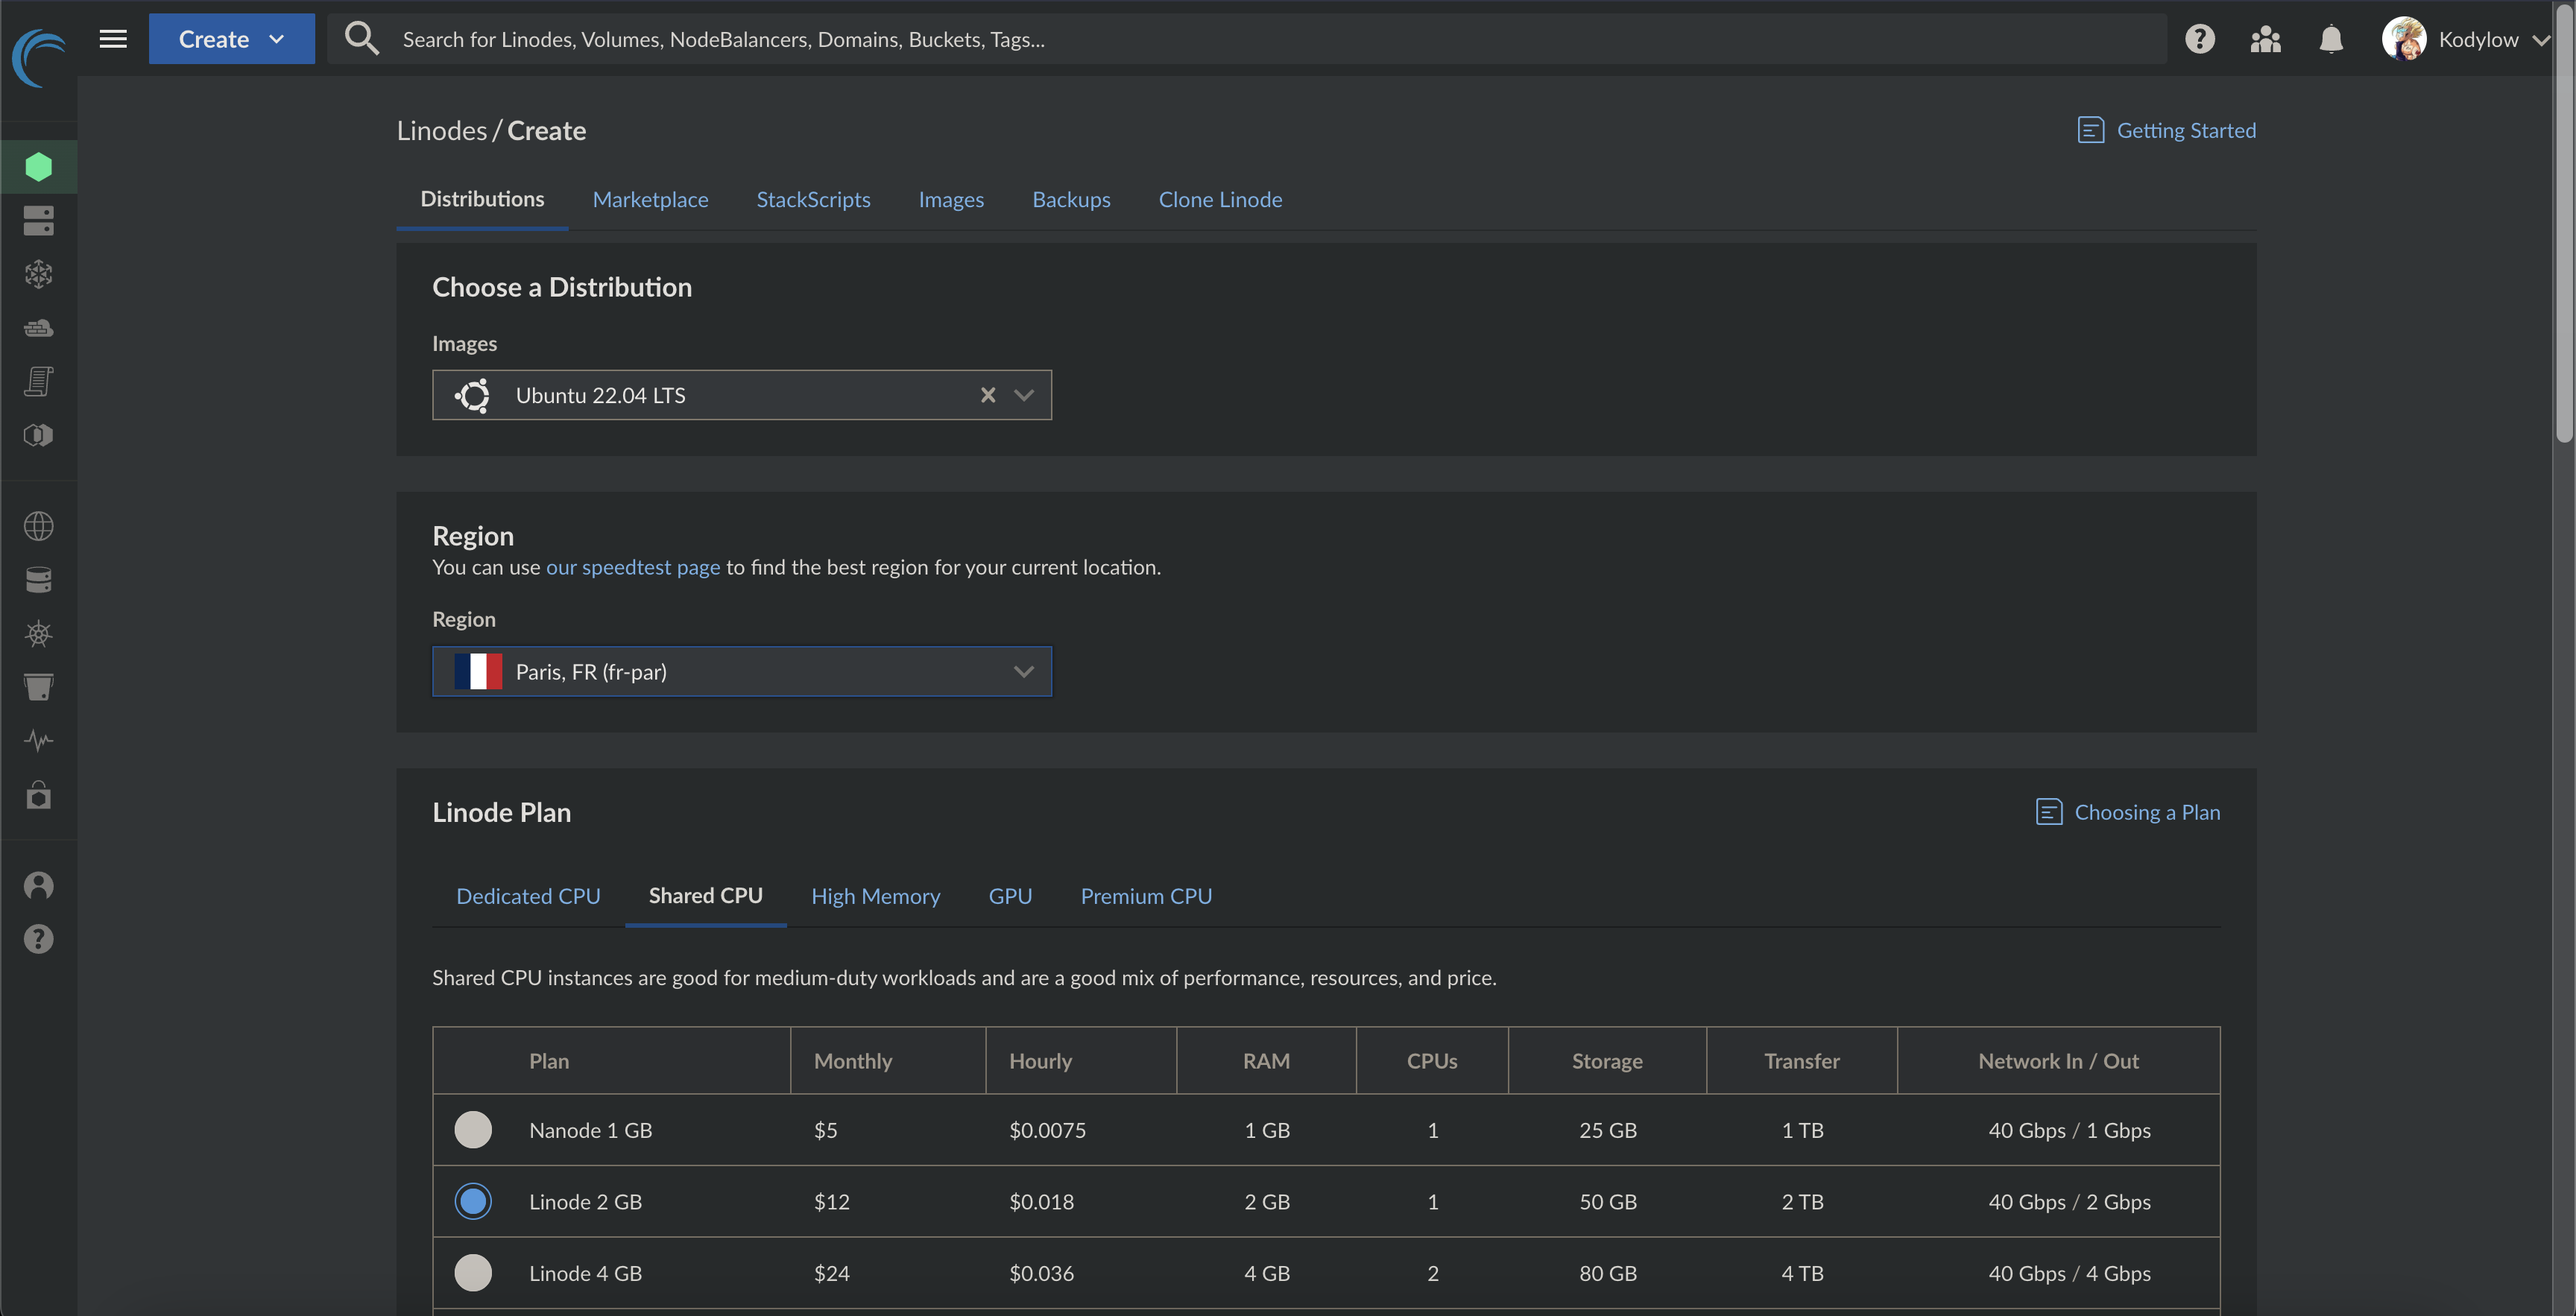 Create
Search for Linodes, Volumes, NodeBalancers, Domains, Buckets, Tags...
Kodylow
Linodes / Create
Getting Started
Distributions Marketplace StackScripts Images Backups Clone Linode
Choose a Distribution
Images
Ubuntu 22.04 LTS
Region
You can use our speedtest page to find the best region for your current location.
Region
Paris, FR (fr-par)
Linode Plan
Choosing a Plan
Dedicated CPU Shared CPU High Memory GPU Premium CPU
Shared CPU instances are good for medium-duty workloads and are a good mix of performance, resources, and price.
Plan Monthly Hourly RAM CPUs Storage Transfer Network In / Out
Nanode 1 GB $5 $0.0075 1 GB 1 25 GB 1 TB 40 Gbps / 1 Gbps
Linode 2 GB $12 $0.018 2 GB 1 50 GB 2 TB 40 Gbps / 2 Gbps
Linode 4 GB $24 $0.036 4 GB 2 80 GB 4 TB 40 Gbps / 4 Gbps